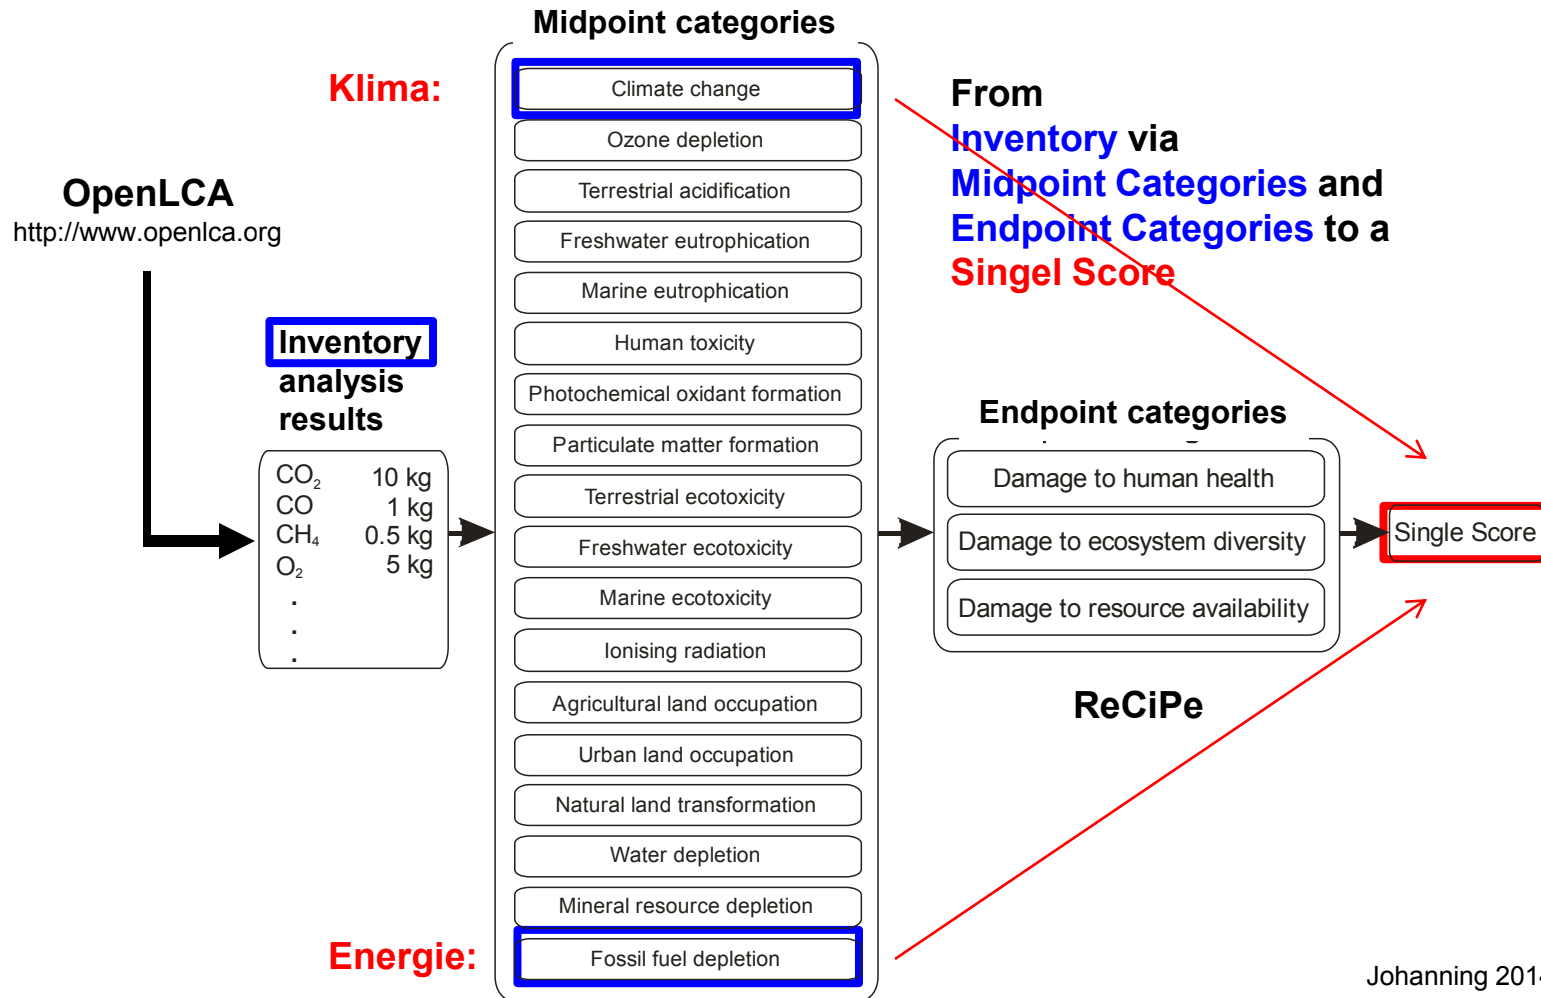 Midpoint categories
Klima:
Climate change
Ozone depletion
Terrestrial acidification
Freshwater eutrophication
Marine eutrophication
Human toxicity
Photochemical oxidant formation
Particulate matter formation
Terrestrial ecotoxicity
Freshwater ecotoxicity
Marine ecotoxicity
Ionising radiation
Agricultural land occupation
Urban land occupation
Natural land transformation
Water depletion
Mineral resource depletion
Energie:
Fossil fuel depletion
OpenLCA
http://www.openlca.org
Inventory
analysis
results
CO₂ 10 kg
CO 1 kg
CH₄ 0.5 kg
O₂ 5 kg
.
.
.
From
Inventory via
Midpoint Categories and
Endpoint Categories to a
Singel Score
Endpoint categories
Damage to human health
Damage to ecosystem diversity
Damage to resource availability
Single Score
ReCiPe
Johanning 2014